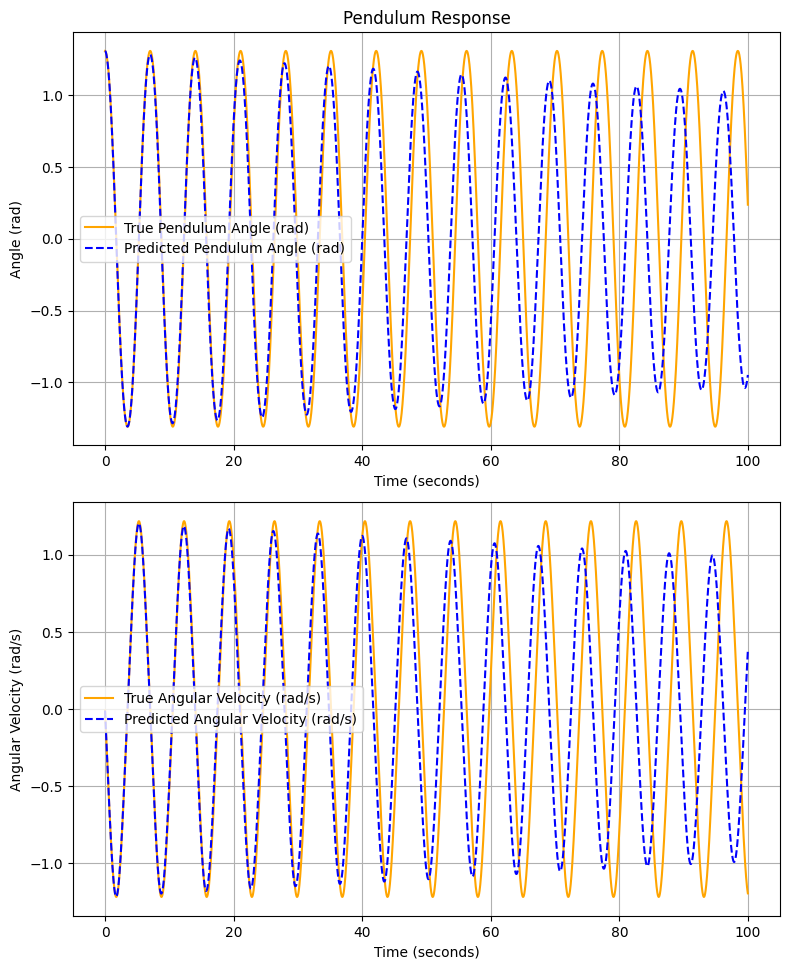 Pendulum Response
1.0
0.5
0.0
−0.5
−1.0
Angle (rad)
True Pendulum Angle (rad)
Predicted Pendulum Angle (rad)
0 20 40 60 80 100
Time (seconds)
1.0
0.5
0.0
−0.5
−1.0
Angular Velocity (rad/s)
True Angular Velocity (rad/s)
Predicted Angular Velocity (rad/s)
0 20 40 60 80 100
Time (seconds)